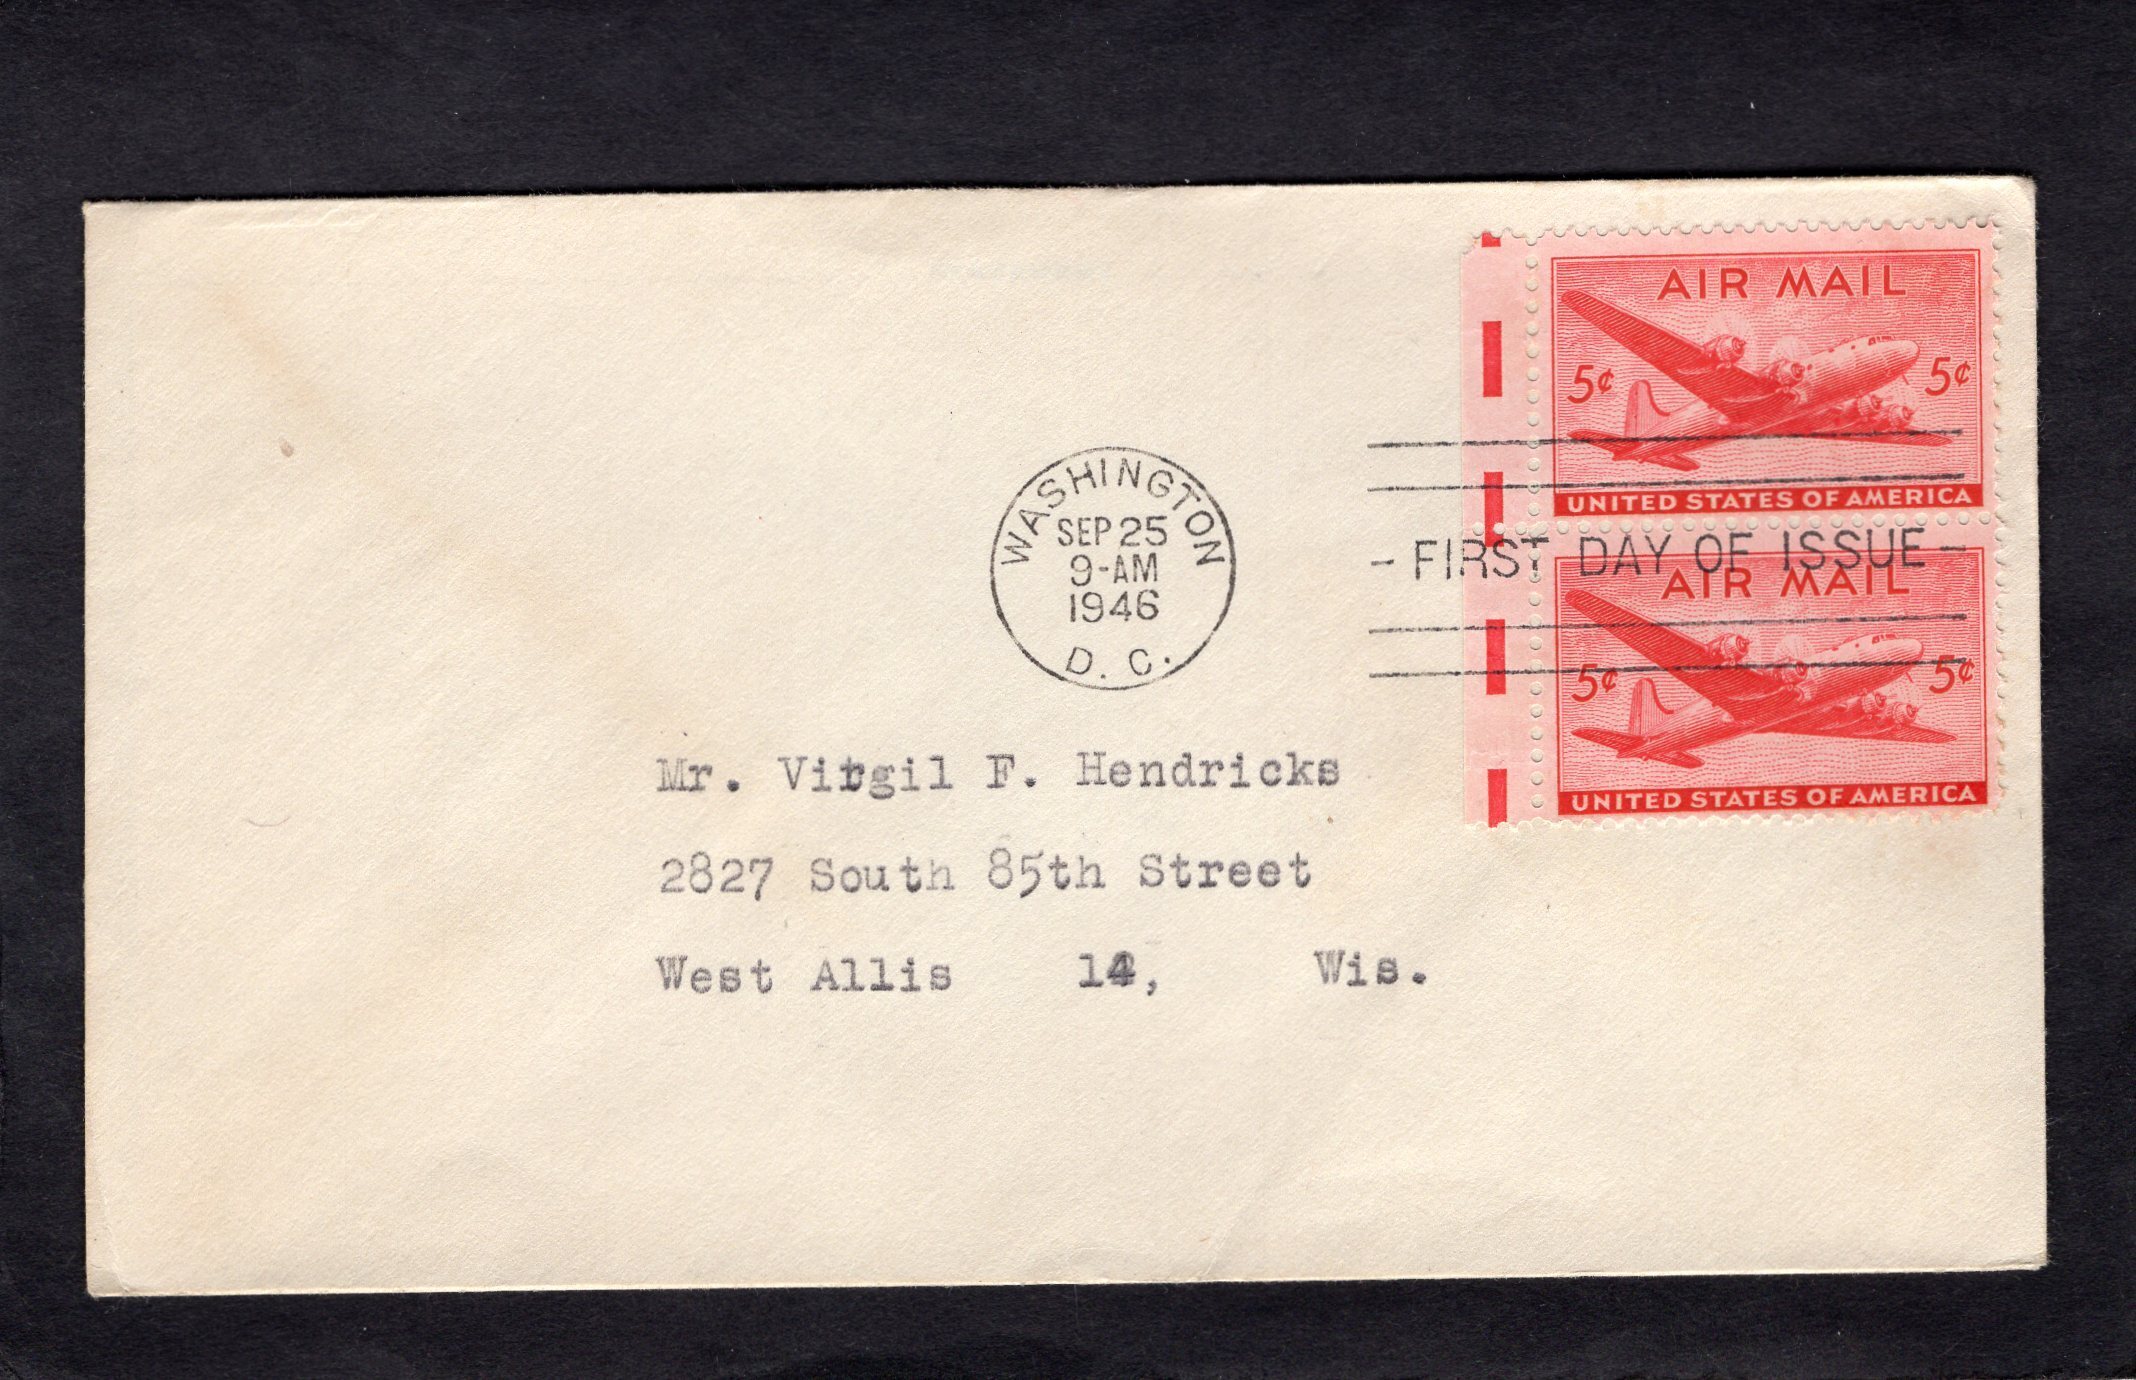 AIR MAIL
5¢ 5¢
UNITED STATES OF AMERICA
WASHINGTON
SEP 25
9-AM
1946
D. C.
- FIRST DAY OF ISSUE -
AIR MAIL
5¢ 5¢
UNITED STATES OF AMERICA
Mr. Virgil F. Hendricks
2827 South 85th Street
West Allis 14, Wis.